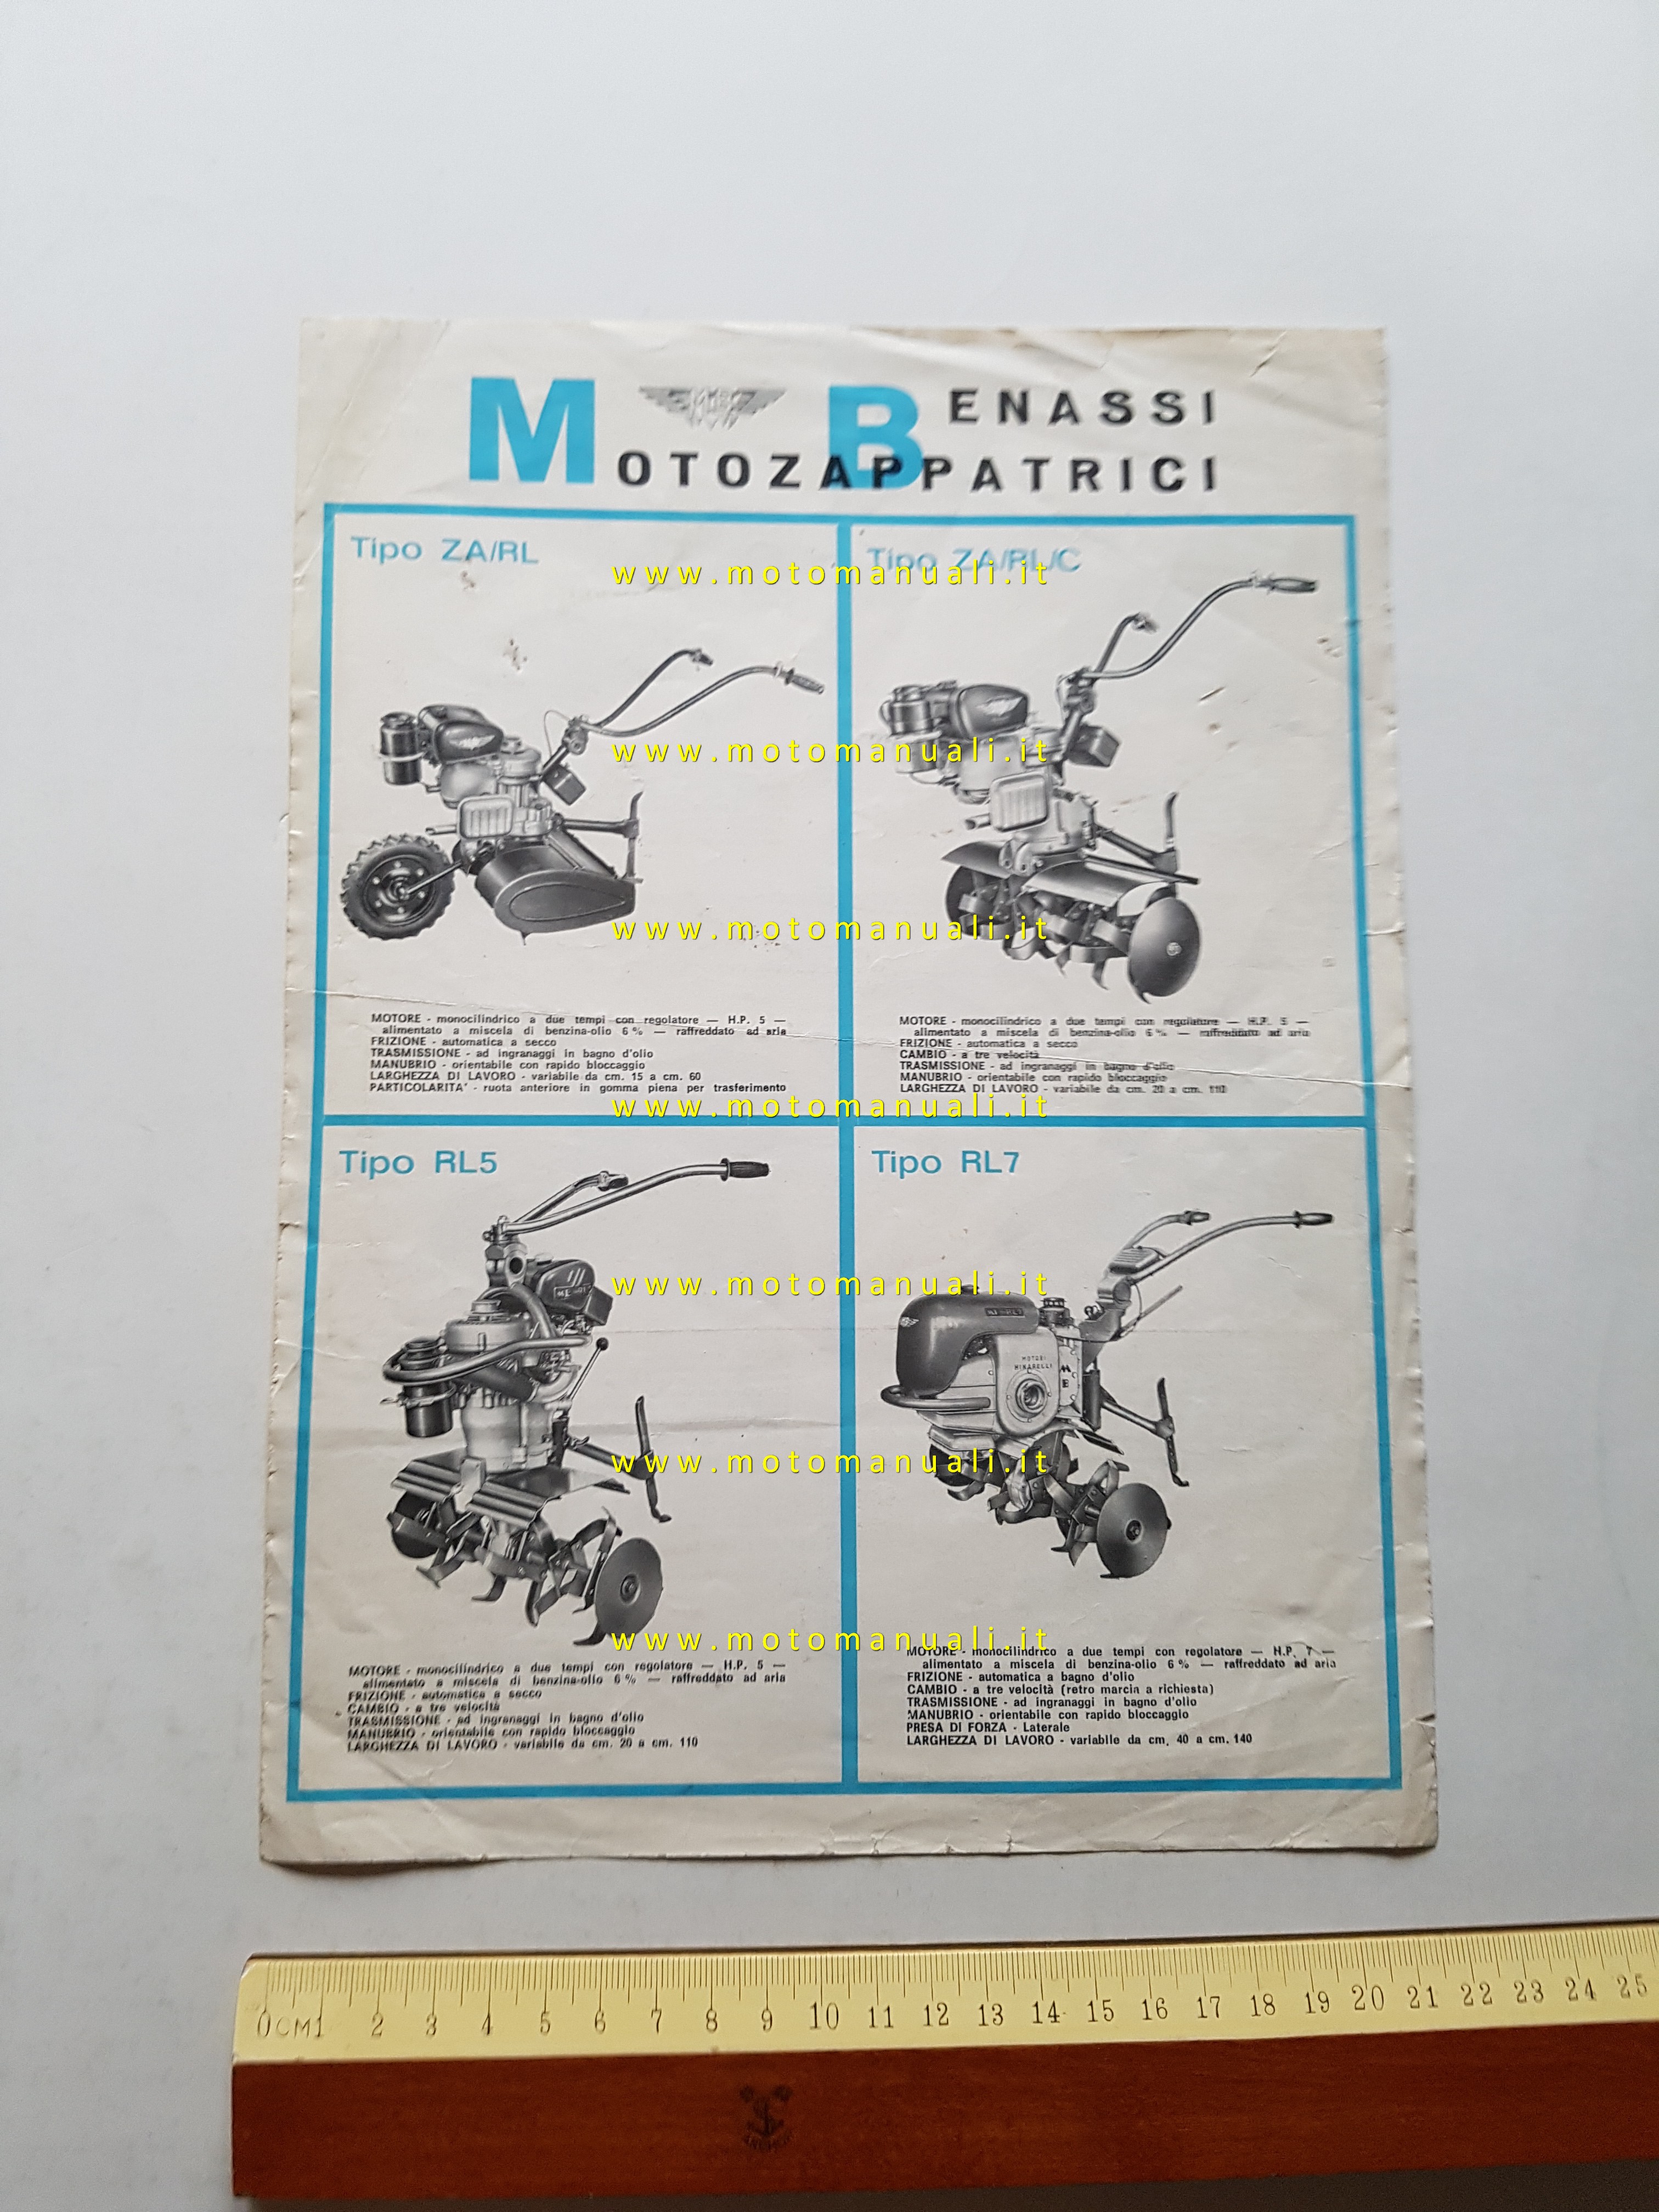 BENASSI
MOTOZAPPATRICI
Tipo ZA/RL
MOTORE - monocilindrico a due tempi con regolatore — H.P. 5 —
alimentato a miscela di benzina-olio 6 % — raffreddato ad aria
FRIZIONE - automatica a secco
TRASMISSIONE - ad ingranaggi in bagno d'olio
MANUBRIO - orientabile con rapido bloccaggio
LARGHEZZA DI LAVORO - variabile da cm. 15 a cm. 60
PARTICOLARITA' - ruota anteriore in gomma piena per trasferimento
Tipo ZA/RL/C
MOTORE - monocilindrico a due tempi con regolatore — H.P. 5 —
alimentato a miscela di benzina-olio 6 % — raffreddato ad aria
FRIZIONE - automatica a secco
CAMBIO - a tre velocità
TRASMISSIONE - ad ingranaggi in bagno d'olio
MANUBRIO - orientabile con rapido bloccaggio
LARGHEZZA DI LAVORO - variabile da cm. 20 a cm. 110
Tipo RL5
MOTORE - monocilindrico a due tempi con regolatore — H.P. 5 —
alimentato a miscela di benzina-olio 6 % — raffreddato ad aria
FRIZIONE - automatica a secco
CAMBIO - a tre velocità
TRASMISSIONE - ad ingranaggi in bagno d'olio
MANUBRIO - orientabile con rapido bloccaggio
LARGHEZZA DI LAVORO - variabile da cm. 20 a cm. 110
Tipo RL7
MOTORI
MINARELLI
M
B
MOTORE - monocilindrico a due tempi con regolatore — H.P. 7 —
alimentato a miscela di benzina-olio 6 % — raffreddato ad aria
FRIZIONE - automatica a bagno d'olio
CAMBIO - a tre velocità (retro marcia a richiesta)
TRASMISSIONE - ad ingranaggi in bagno d'olio
MANUBRIO - orientabile con rapido bloccaggio
PRESA DI FORZA - Laterale
LARGHEZZA DI LAVORO - variabile da cm. 40 a cm. 140
www.motomanuali.it
www.motomanuali.it
www.motomanuali.it
www.motomanuali.it
www.motomanuali.it
www.motomanuali.it
www.motomanuali.it
0 CM 1 2 3 4 5 6 7 8 9 10 11 12 13 14 15 16 17 18 19 20 21 22 23 24 25